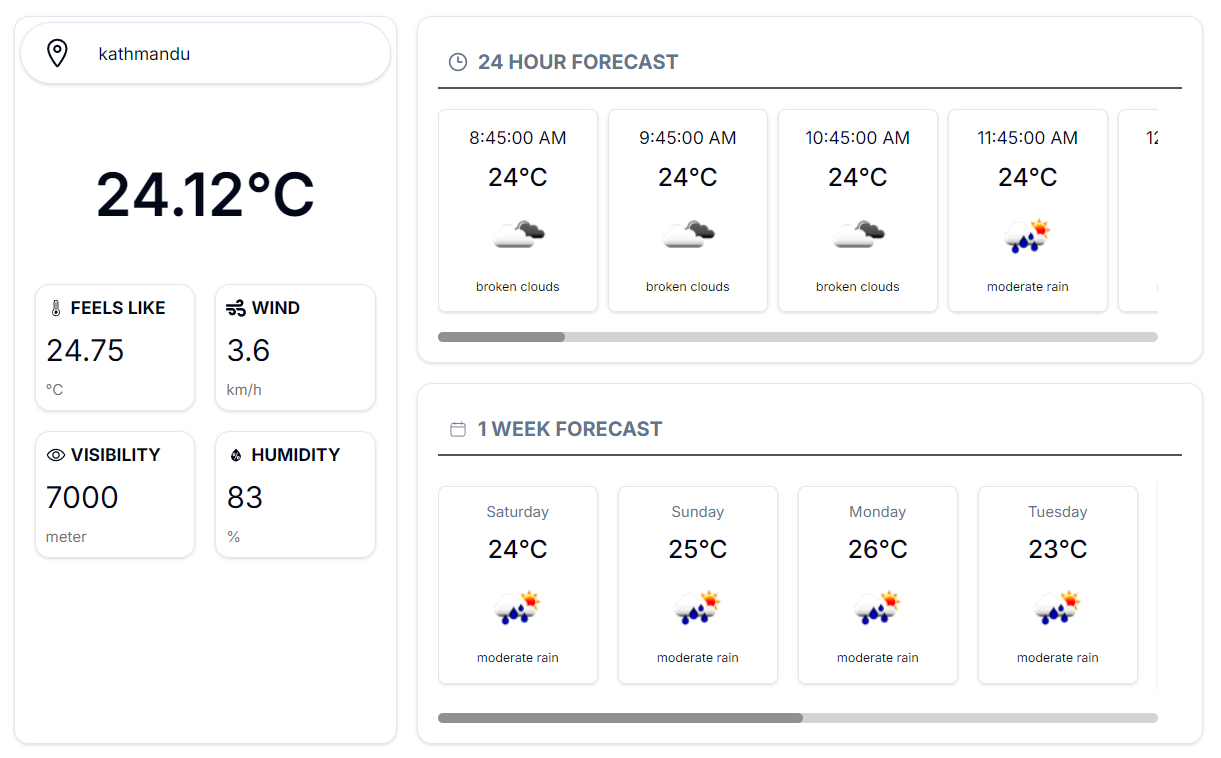 kathmandu
24.12°C
FEELS LIKE
24.75
°C
WIND
3.6
km/h
VISIBILITY
7000
meter
HUMIDITY
83
%
24 HOUR FORECAST
8:45:00 AM
24°C
broken clouds
9:45:00 AM
24°C
broken clouds
10:45:00 AM
24°C
broken clouds
11:45:00 AM
24°C
moderate rain
1 WEEK FORECAST
Saturday
24°C
moderate rain
Sunday
25°C
moderate rain
Monday
26°C
moderate rain
Tuesday
23°C
moderate rain